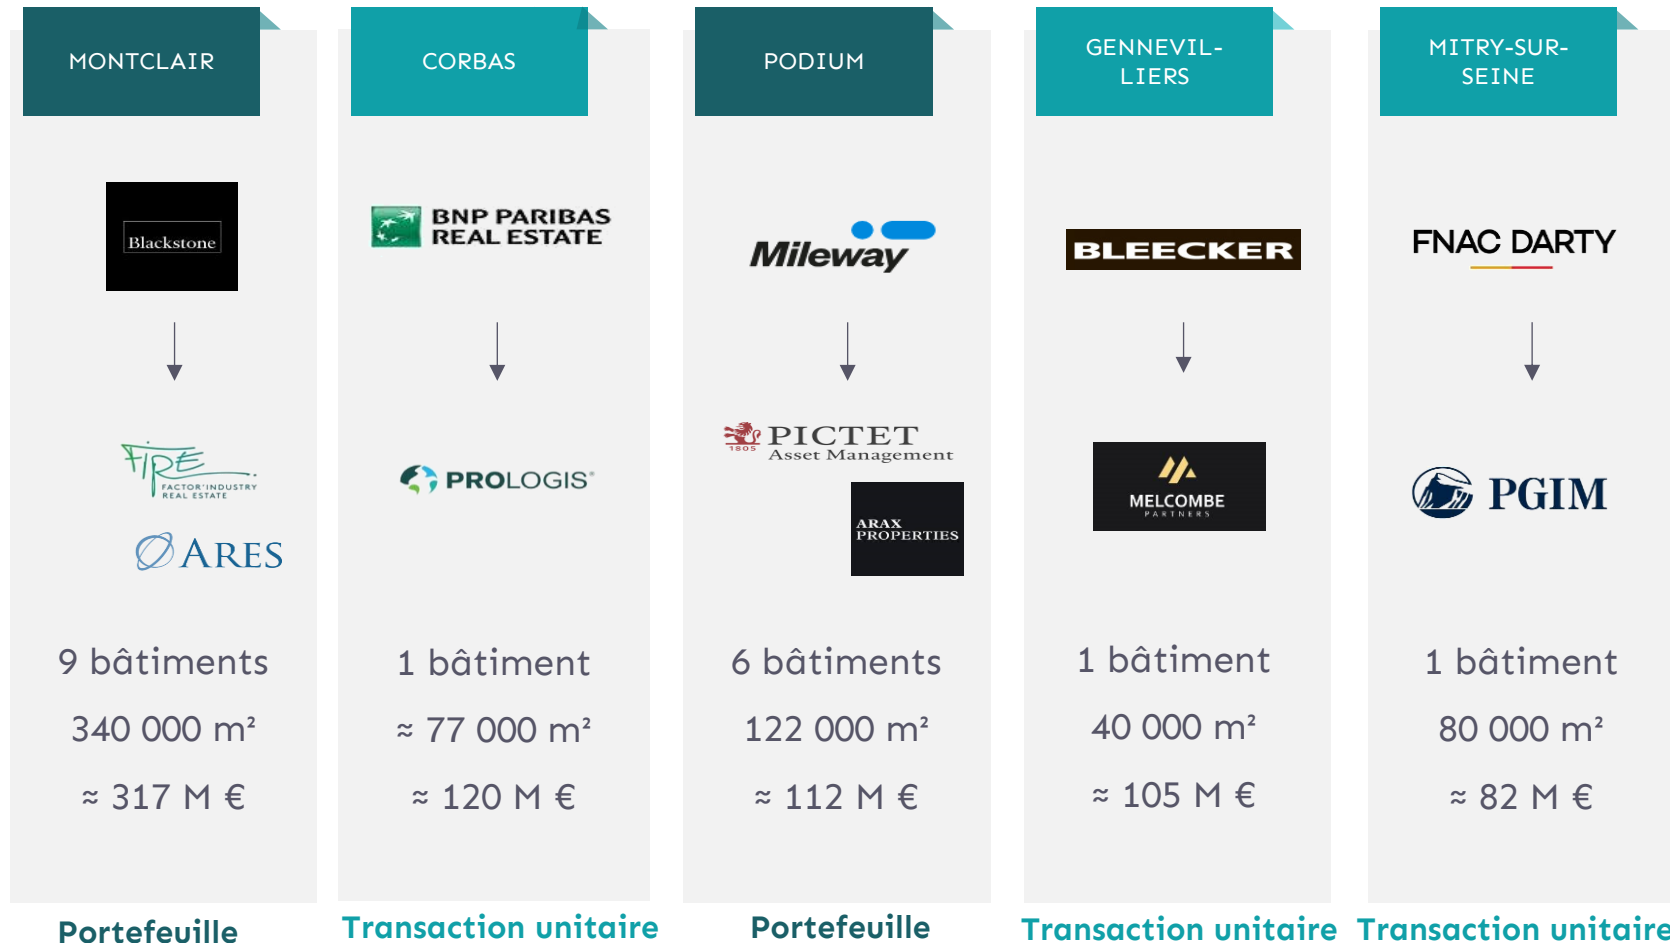 MONTCLAIR
Blackstone
FIRE
FACTOR'INDUSTRY
REAL ESTATE
ARES
9 bâtiments
340 000 m²
≈ 317 M €
Portefeuille
CORBAS
BNP PARIBAS
REAL ESTATE
PROLOGIS®
1 bâtiment
≈ 77 000 m²
≈ 120 M €
Transaction unitaire
PODIUM
Mileway
PICTET
1805
Asset Management
ARAX
PROPERTIES
6 bâtiments
122 000 m²
≈ 112 M €
Portefeuille
GENNEVIL-
LIERS
BLEECKER
MELCOMBE
PARTNERS
1 bâtiment
40 000 m²
≈ 105 M €
Transaction unitaire
MITRY-SUR-
SEINE
FNAC DARTY
PGIM
1 bâtiment
80 000 m²
≈ 82 M €
Transaction unitaire